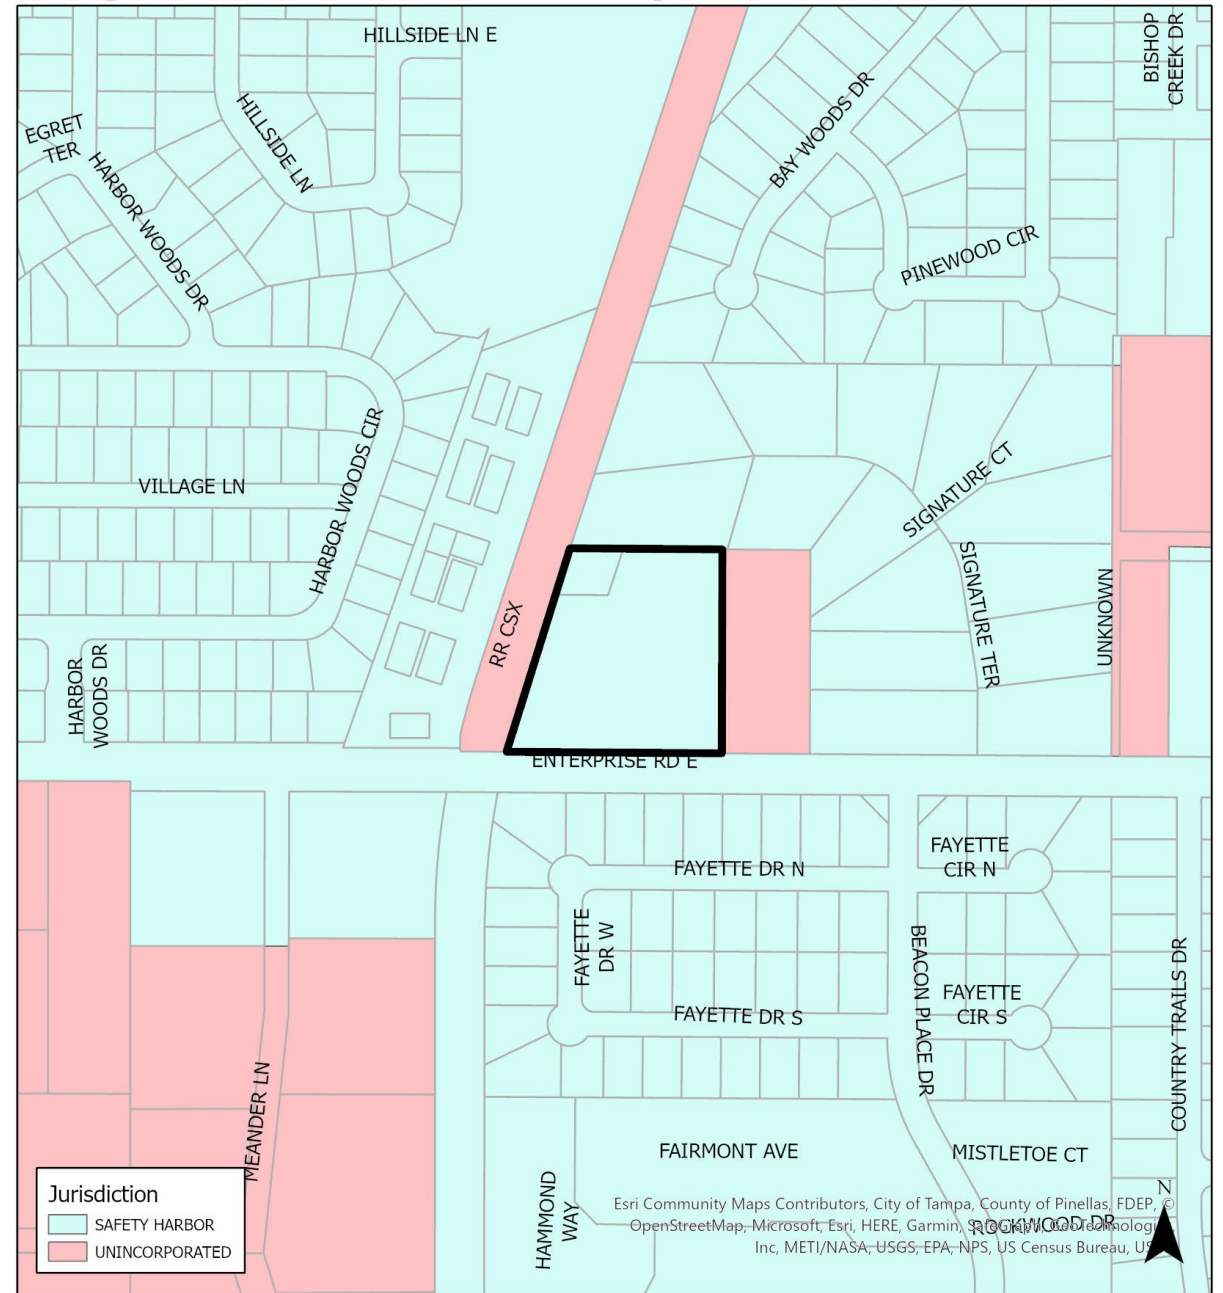 HILLSIDE LN E
BISHOP
CREEK DR
BAY WOODS DR
HILLSIDE LN
EGRET
TER
HARBOR WOODS DR
PINEWOOD CIR
HARBOR WOODS CIR
VILLAGE LN
SIGNATURE CT
SIGNATURE TER
UNKNOWN
RR CSX
HARBOR
WOODS DR
ENTERPRISE RD E
FAYETTE DR N
FAYETTE
CIR N
FAYETTE
DR W
BEACON PLACE DR
FAYETTE
CIR S
FAYETTE DR S
COUNTRY TRAILS DR
MEANDER LN
FAIRMONT AVE
MISTLETOE CT
HAMMOND
WAY
ROCKWOOD DR
Jurisdiction
SAFETY HARBOR
UNINCORPORATED
N
Esri Community Maps Contributors, City of Tampa, County of Pinellas, FDEP, ©
OpenStreetMap, Microsoft, Esri, HERE, Garmin,
Inc, METI/NASA, USGS, EPA, NPS, US Census Bureau,